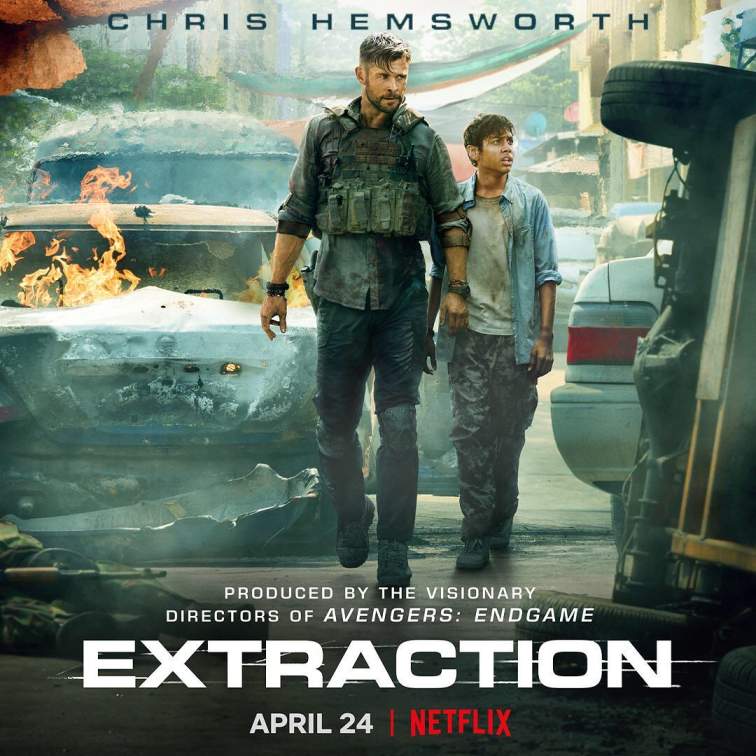 CHRIS HEMSWORTH
PRODUCED BY THE VISIONARY
DIRECTORS OF AVENGERS: ENDGAME
EXTRACTION
APRIL 24 | NETFLIX